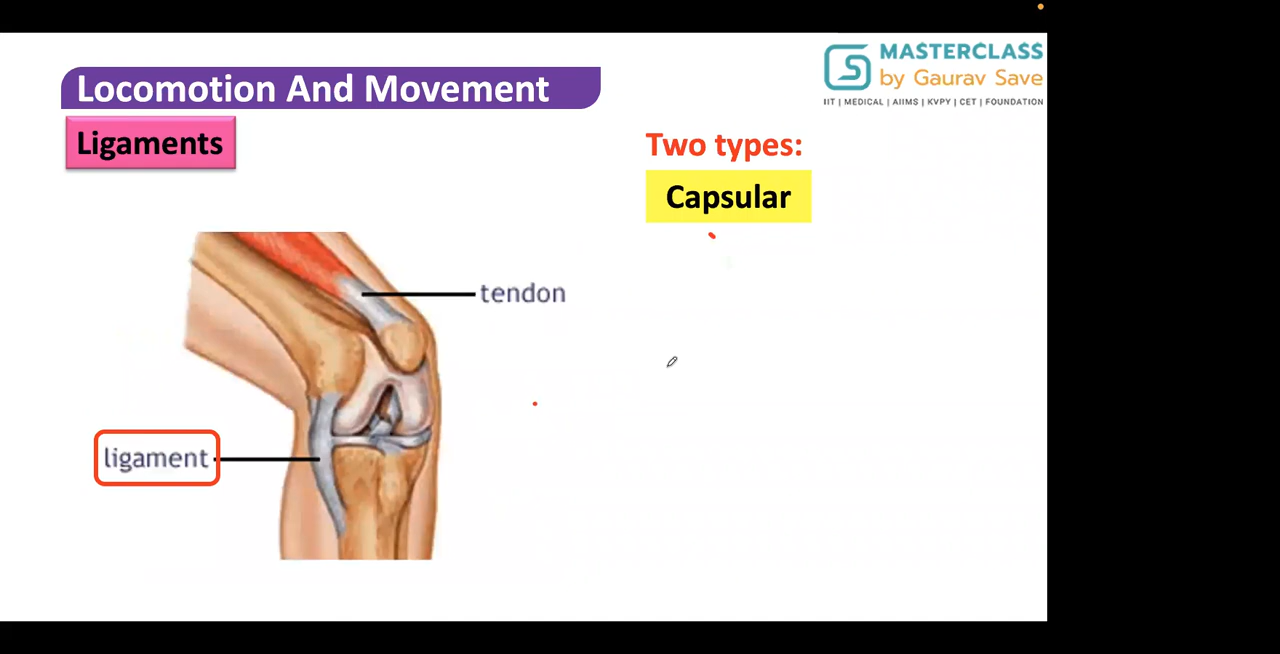 MASTERCLASS
by Gaurav Save
IIT | MEDICAL | AIIMS | KVPY | CET | FOUNDATION
Locomotion And Movement
Ligaments
Two types:
Capsular
tendon
ligament